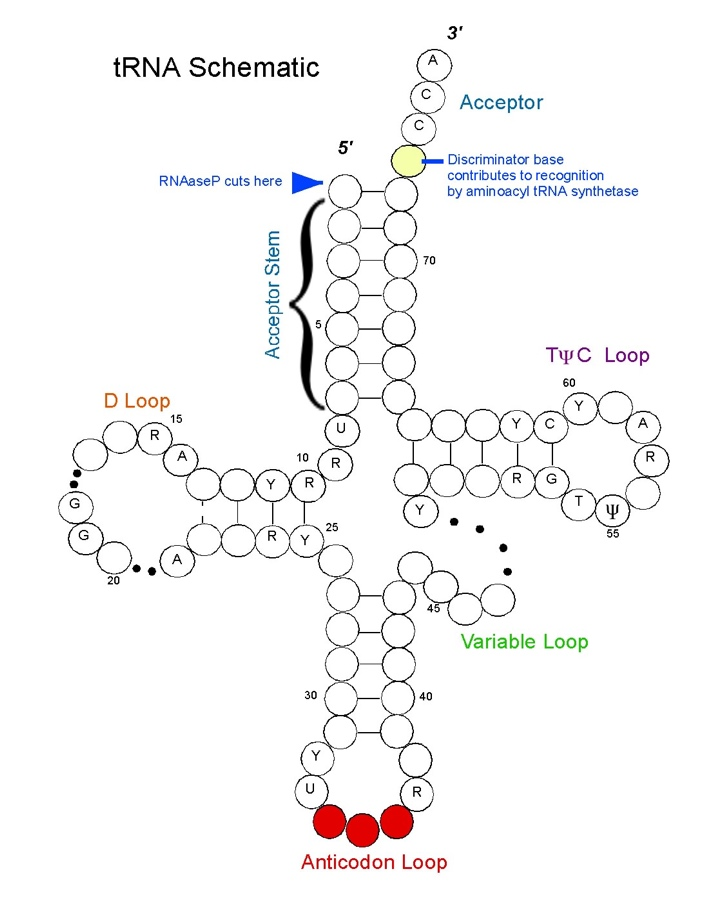 3'
tRNA Schematic
A
C
Acceptor
C
5'
Discriminator base
contributes to recognition
by aminoacyl tRNA synthetase
RNAaseP cuts here
70
Acceptor Stem
5
TΨC Loop
60
D Loop
15
Y
A
U
Y
C
R
A
R
10
R
Y
R
R
G
T
Ψ
55
G
Y
G
25
R
Y
A
20
45
Variable Loop
30
40
Y
U
R
Anticodon Loop